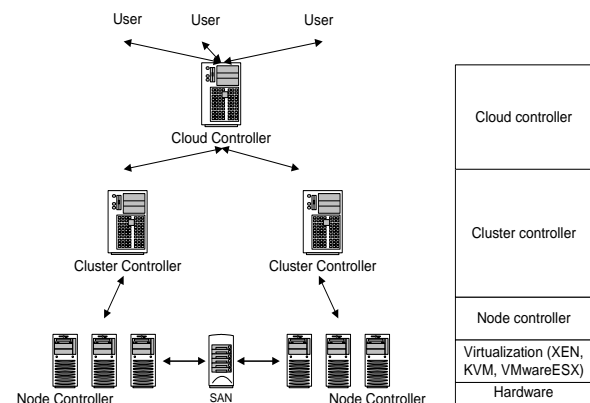 User
User
User
Cloud Controller
Cluster Controller
Cluster Controller
Node Controller
SAN
Node Controller
Cloud controller
Cluster controller
Node controller
Virtualization (XEN,
KVM, VMwareESX)
Hardware